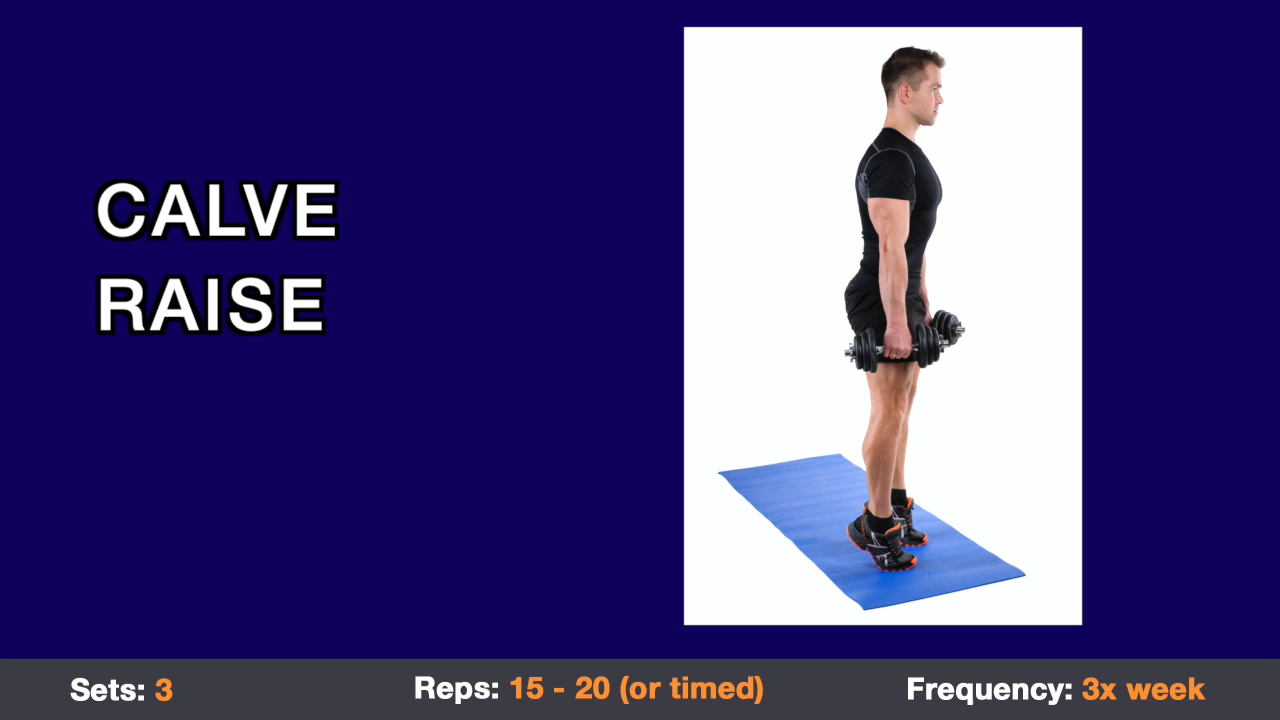 CALVE
RAISE
Sets: 3
Reps: 15 - 20 (or timed)
Frequency: 3x week